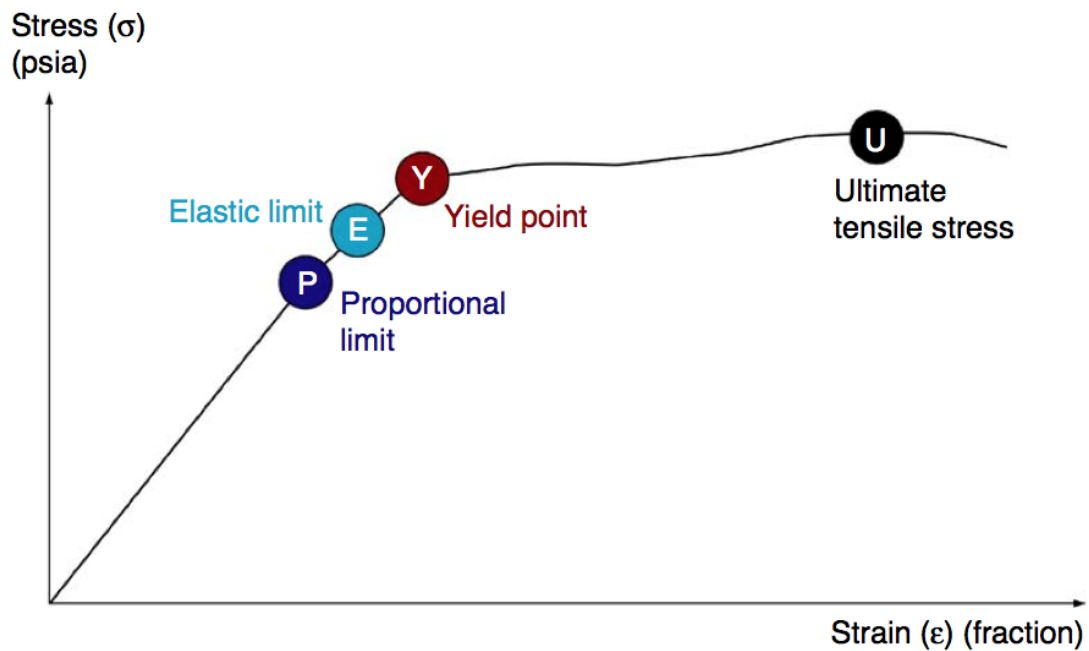 Stress (σ)
(psia)
U
Y
Elastic limit
Yield point
Ultimate
tensile stress
E
P
Proportional
limit
Strain (ε) (fraction)